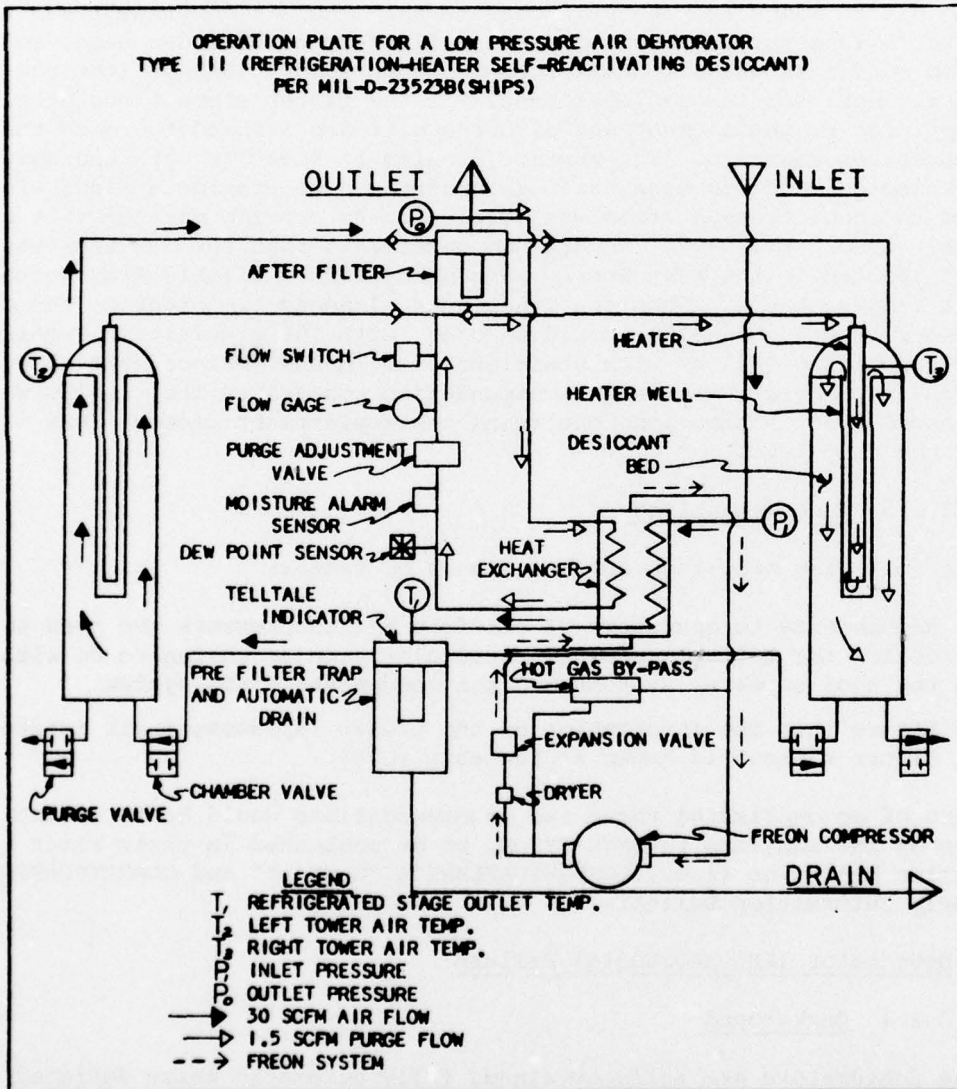 OPERATION PLATE FOR A LOW PRESSURE AIR DEHYDRATOR
TYPE III (REFRIGERATION-HEATER SELF-REACTIVATING DESICCANT)
PER MIL-D-23523B(SHIPS)
OUTLET
INLET
P₀
AFTER FILTER
HEATER
FLOW SWITCH
T₂
T₃
FLOW GAGE
HEATER WELL
PURGE ADJUSTMENT
VALVE
DESICCANT
BED
MOISTURE ALARM
SENSOR
P₁
DEW POINT SENSOR
HEAT
EXCHANGER
TELLTALE
INDICATOR
T₁
PRE FILTER TRAP
AND AUTOMATIC
DRAIN
HOT GAS BY-PASS
EXPANSION VALVE
DRYER
PURGE VALVE
CHAMBER VALVE
FREON COMPRESSOR
DRAIN
LEGEND
T₁ REFRIGERATED STAGE OUTLET TEMP.
T₂ LEFT TOWER AIR TEMP.
T₃ RIGHT TOWER AIR TEMP.
P₁ INLET PRESSURE
P₀ OUTLET PRESSURE
30 SCFM AIR FLOW
1.5 SCFM PURGE FLOW
FREON SYSTEM